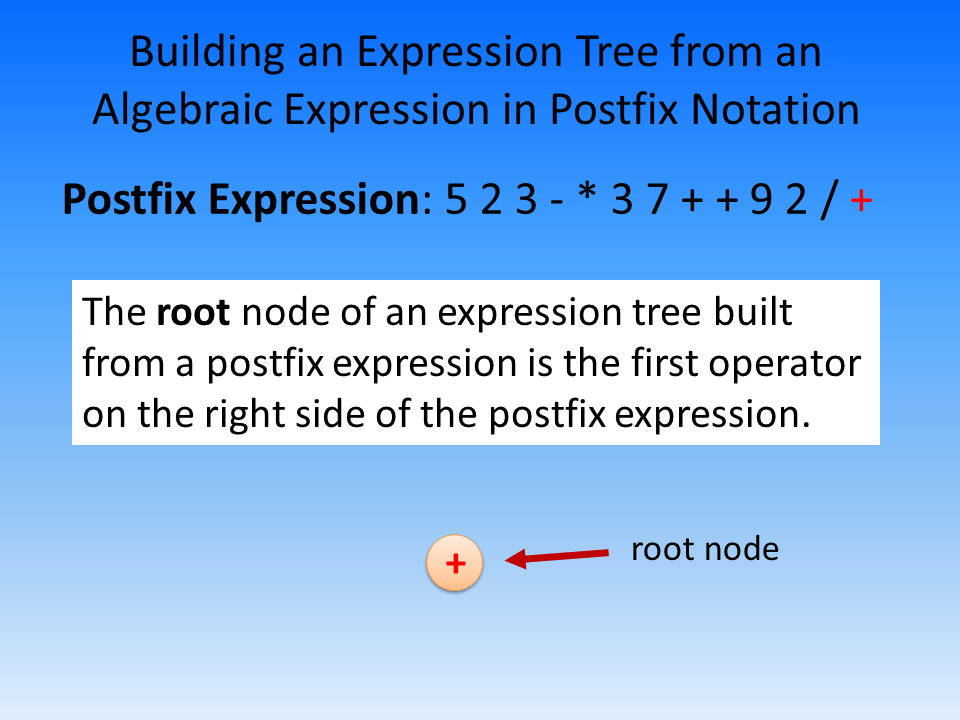 Building an Expression Tree from an
Algebraic Expression in Postfix Notation
Postfix Expression: 5 2 3 - * 3 7 + + 9 2 / +
The root node of an expression tree built
from a postfix expression is the first operator
on the right side of the postfix expression.
+
root node